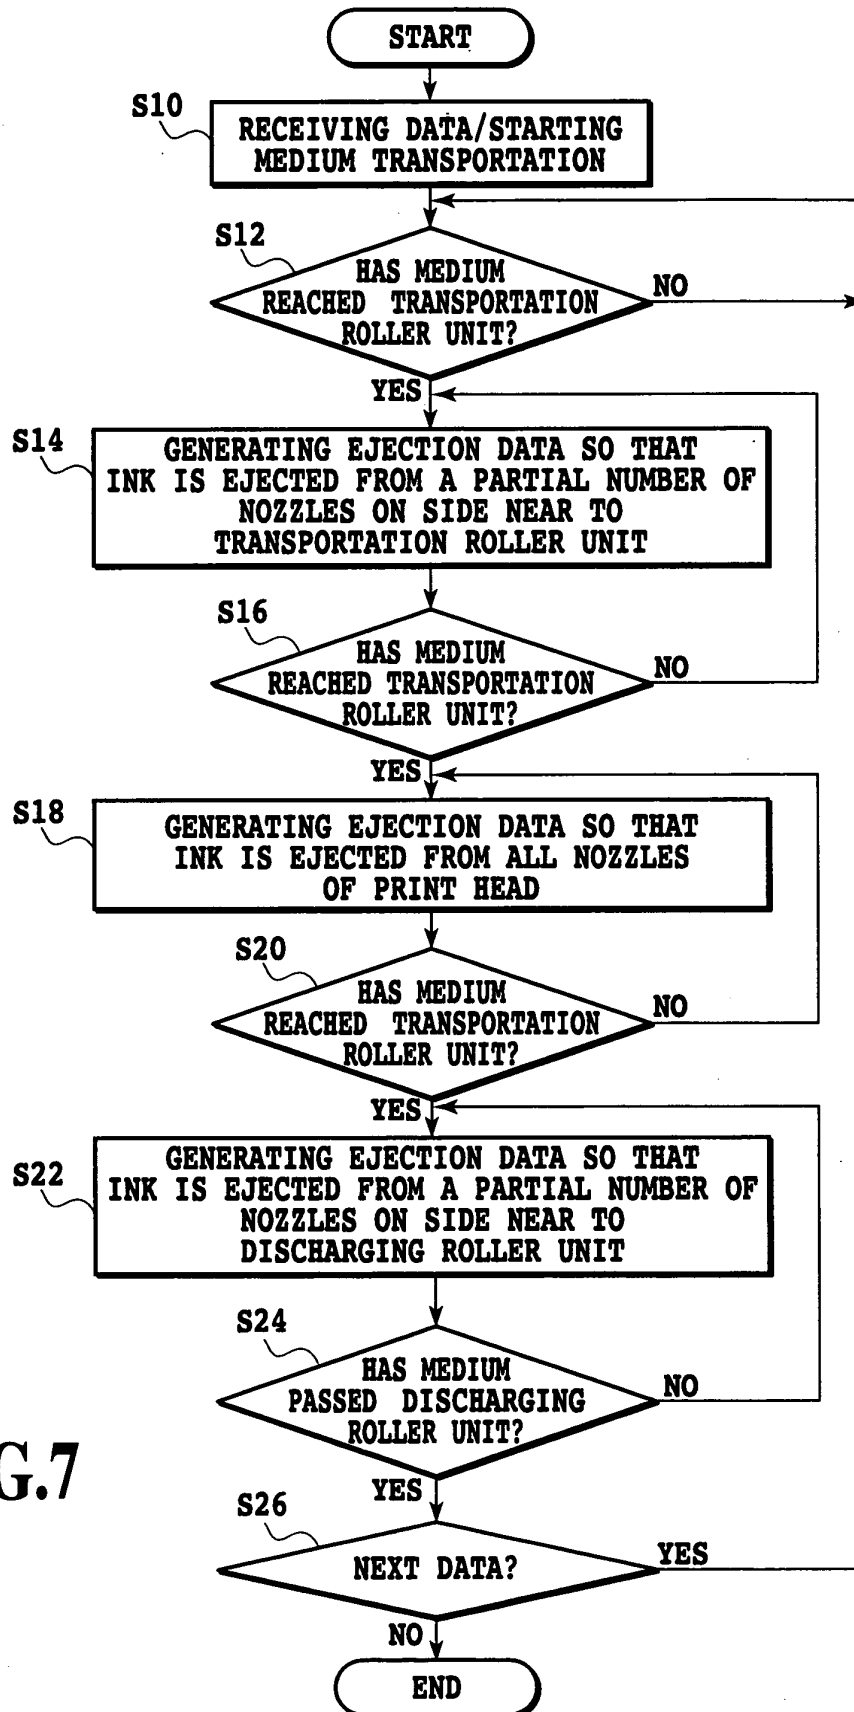 START
S10
RECEIVING DATA/STARTING
MEDIUM TRANSPORTATION
S12
HAS MEDIUM
REACHED TRANSPORTATION
ROLLER UNIT?
NO
YES
S14
GENERATING EJECTION DATA SO THAT
INK IS EJECTED FROM A PARTIAL NUMBER OF
NOZZLES ON SIDE NEAR TO
TRANSPORTATION ROLLER UNIT
S16
HAS MEDIUM
REACHED TRANSPORTATION
ROLLER UNIT?
NO
YES
S18
GENERATING EJECTION DATA SO THAT
INK IS EJECTED FROM ALL NOZZLES
OF PRINT HEAD
S20
HAS MEDIUM
REACHED TRANSPORTATION
ROLLER UNIT?
NO
YES
S22
GENERATING EJECTION DATA SO THAT
INK IS EJECTED FROM A PARTIAL NUMBER OF
NOZZLES ON SIDE NEAR TO
DISCHARGING ROLLER UNIT
S24
HAS MEDIUM
PASSED DISCHARGING
ROLLER UNIT?
NO
YES
G.7
S26
NEXT DATA?
YES
NO
END